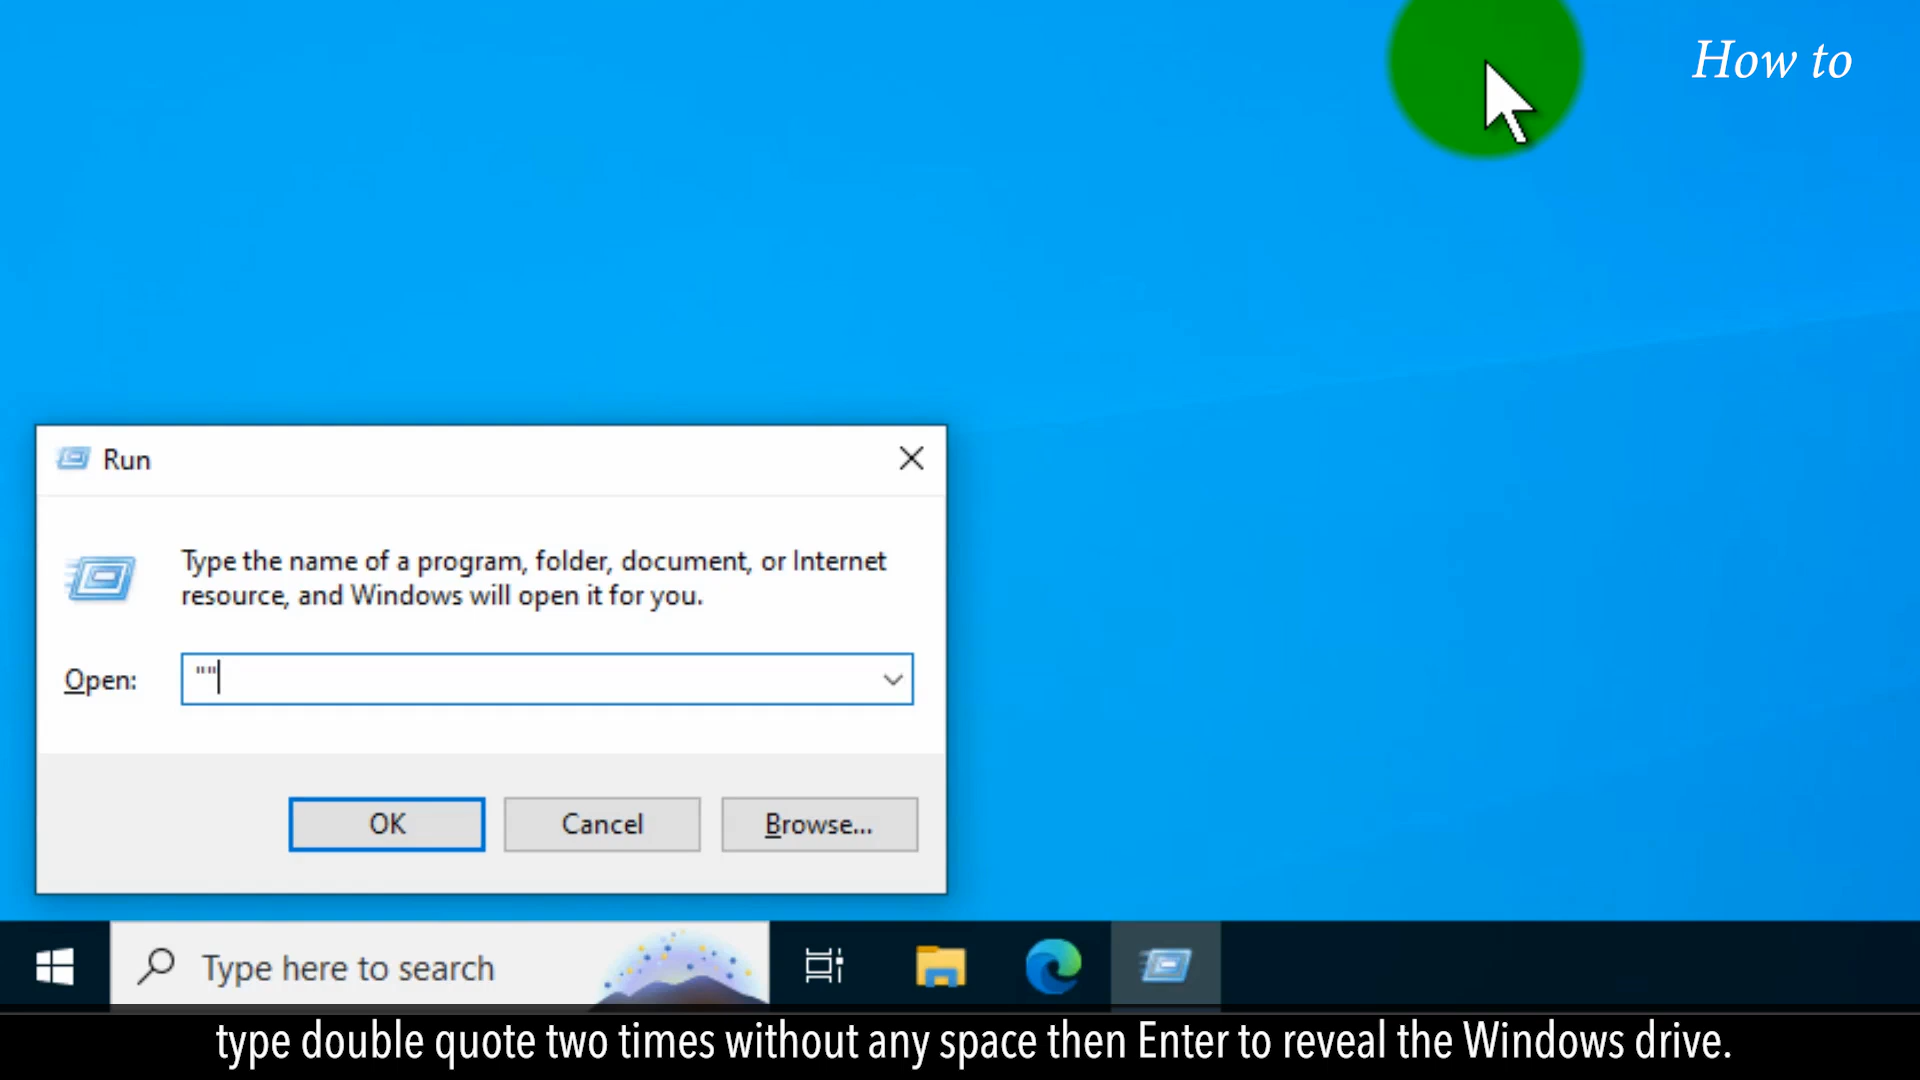 How to
Run
Type the name of a program, folder, document, or Internet
resource, and Windows will open it for you.
Open:
""
OK
Cancel
Browse...
Type here to search
type double quote two times without any space then Enter to reveal the Windows drive.